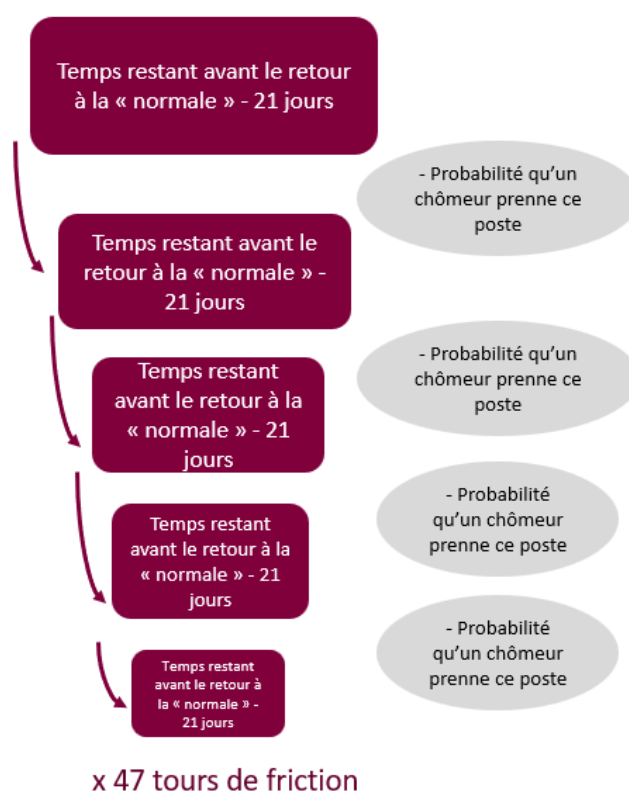 Temps restant avant le retour
à la « normale » - 21 jours
- Probabilité qu'un
chômeur prenne ce
poste
Temps restant avant le
retour à la « normale » -
21 jours
- Probabilité qu'un
chômeur prenne ce
poste
Temps restant
avant le retour à la
« normale » - 21
jours
- Probabilité
qu'un chômeur
prenne ce poste
Temps restant
avant le retour à la
« normale » - 21
jours
- Probabilité
qu'un chômeur
prenne ce poste
Temps restant
avant le retour à
la « normale » -
21 jours
x 47 tours de friction